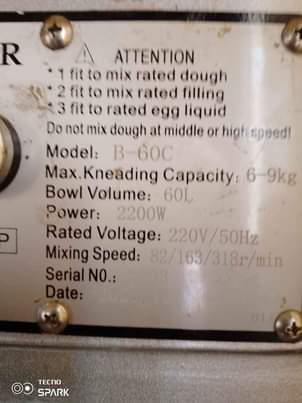 R
ATTENTION
* 1 fit to mix rated dough
* 2 fit to mix rated filling
* 3 fit to rated egg liquid
Do not mix dough at middle or high speed!
Model: B-60C
Max.Kneading Capacity: 6-9kg
Bowl Volume: 60L
Power: 2200W
P
Rated Voltage: 220V/50Hz
Mixing Speed: 82/163/318r/min
Serial NO.:
Date:
TECNO
SPARK